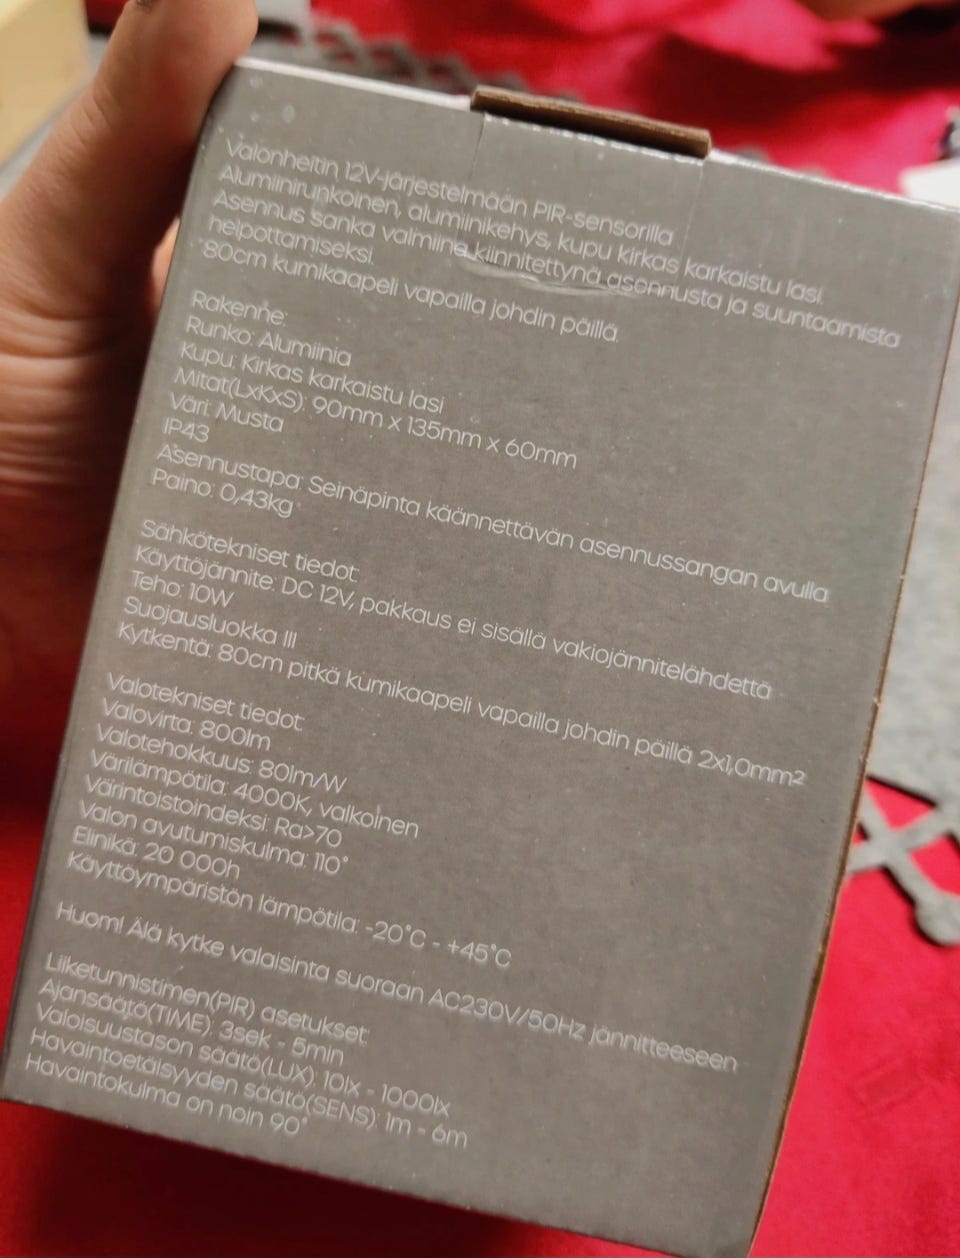 Valonheitin 12V-järjestelmään PIR-sensorilla
Alumiinirunkoinen, alumiinikehys, kupu kirkas karkaistu lasi.
Asennus sanka valmiina kiinnitettynä asennusta ja suuntaamista
helpottamiseksi.
80cm kumikaapeli vapailla johdin päillä.
Rakenne:
Runko: Alumiinia
Kupu: Kirkas karkaistu lasi
Mitat(LxKxS): 90mm x 135mm x 60mm
Väri: Musta
IP43
Asennustapa: Seinäpinta käännettävän asennussangan avulla
Paino: 0,43kg
Sähkötekniset tiedot:
Käyttöjännite: DC 12V, pakkaus ei sisällä vakiojännitelähdettä
Teho: 10W
Suojausluokka III
Kytkentä: 80cm pitkä kumikaapeli vapailla johdin päillä 2x1,0mm²
Valotekniset tiedot:
Valovirta: 800lm
Valotehokkuus: 80lm/W
Värilämpötila: 4000K, valkoinen
Värintoistoindeksi: Ra>70
Valon avutumiskulma: 110°
Elinikä: 20 000h
Käyttöympäristön lämpötila: -20°C - +45°C
Huom! Älä kytke valaisinta suoraan AC230V/50Hz jännitteeseen
Liiketunnistimen(PIR) asetukset:
Ajansäätö(TIME): 3sek - 5min
Valoisuustason säätö(LUX): 10lx - 1000lx
Havaintoetäisyyden säätö(SENS): 1m - 6m
Havaintokulma on noin 90°